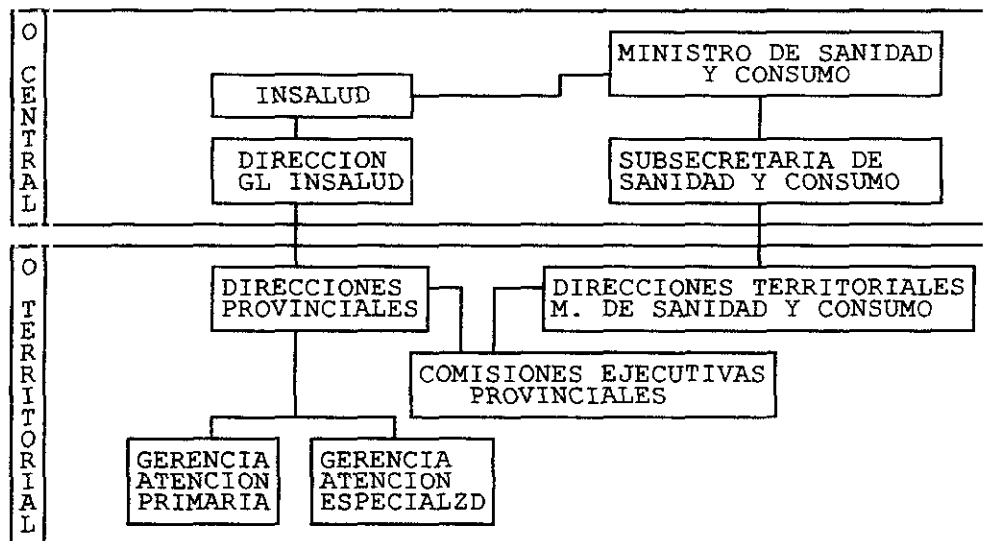 O CENTRAL
MINISTRO DE SANIDAD
Y CONSUMO
INSALUD
DIRECCION
GL INSALUD
SUBSECRETARIA DE
SANIDAD Y CONSUMO
O TERRITORIAL
DIRECCIONES
PROVINCIALES
DIRECCIONES TERRITORIALES
M. DE SANIDAD Y CONSUMO
COMISIONES EJECUTIVAS
PROVINCIALES
GERENCIA
ATENCION
PRIMARIA
GERENCIA
ATENCION
ESPECIALZD